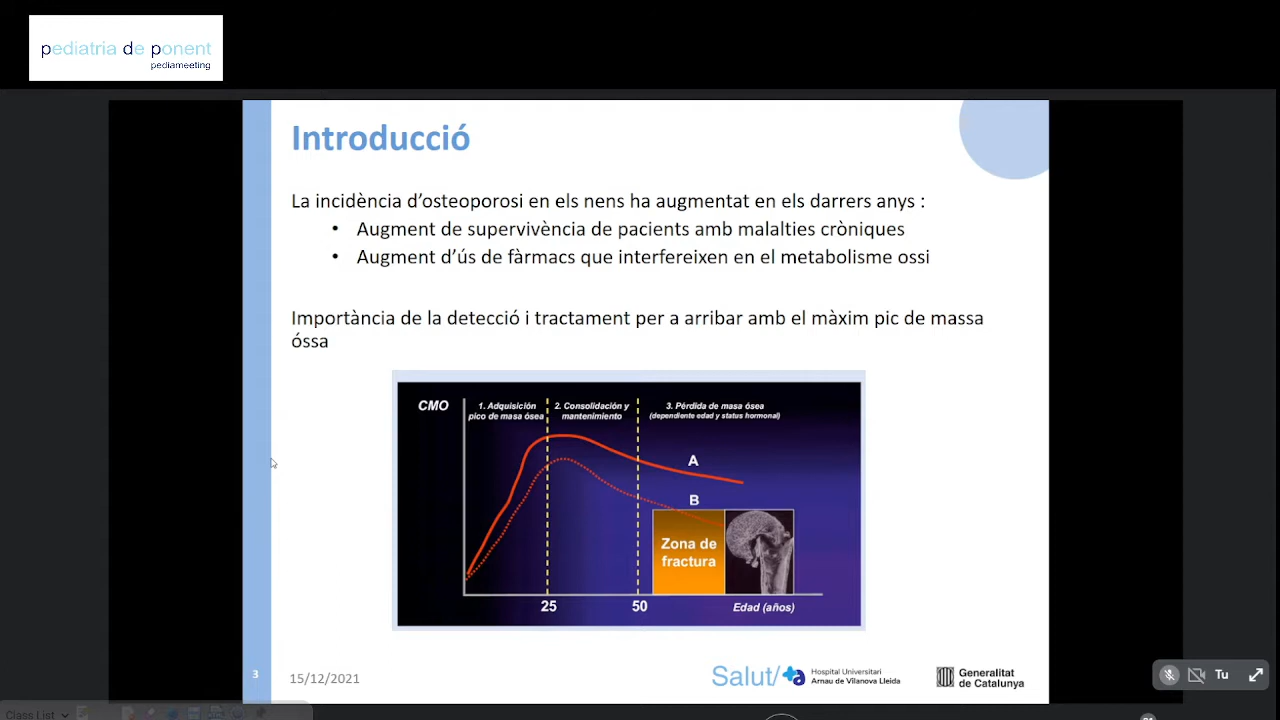 pediatria de ponent
pediameeting
Introducció
La incidència d'osteoporosi en els nens ha augmentat en els darrers anys :
• Augment de supervivència de pacients amb malalties cròniques
• Augment d'ús de fàrmacs que interfereixen en el metabolisme ossi
Importància de la detecció i tractament per a arribar amb el màxim pic de massa
óssa
CMO
1. Adquisición
pico de masa ósea
2. Consolidación y
mantenimiento
3. Pérdida de masa ósea
(dependiente edad y status hormonal)
A
B
Zona de
fractura
25
50
Edad (años)
3
15/12/2021
Salut/
Hospital Universitari
Arnau de Vilanova Lleida
Generalitat
de Catalunya
Tu
Class List